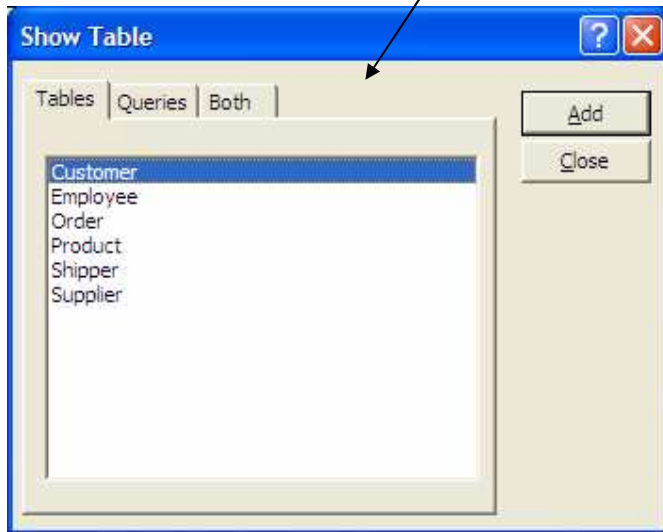 Show Table
?
Tables Queries Both
Add
Close
Customer
Employee
Order
Product
Shipper
Supplier